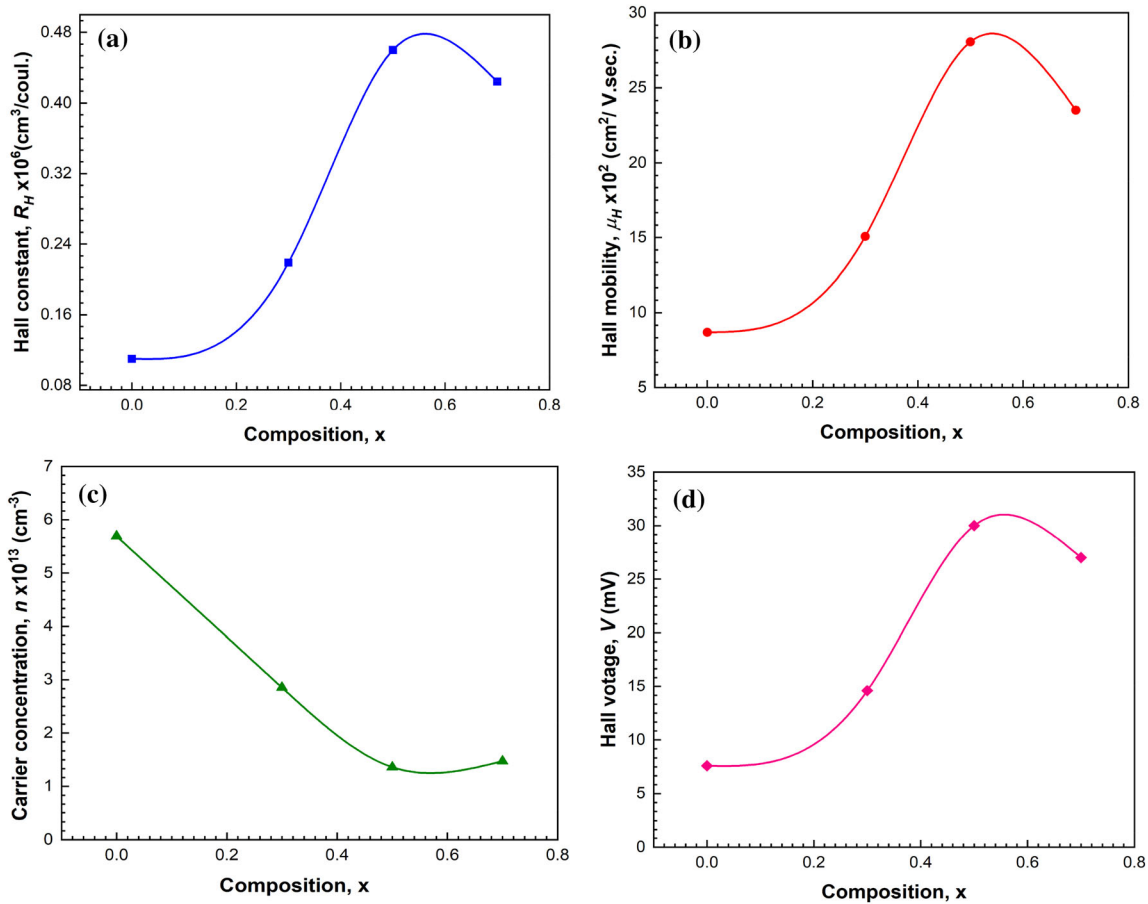 (a)
Hall constant, R_H x10⁶(cm³/coul.)
0.48
0.40
0.32
0.24
0.16
0.08
0.0 0.2 0.4 0.6 0.8
Composition, x
(b)
Hall mobility, μ_H x10² (cm²/ V.sec.)
30
25
20
15
10
5
0.0 0.2 0.4 0.6 0.8
Composition, x
(c)
Carrier concentration, n x10¹³ (cm⁻³)
7
6
5
4
3
2
1
0
0.0 0.2 0.4 0.6 0.8
Composition, x
(d)
Hall votage, V (mV)
35
30
25
20
15
10
5
0
0.0 0.2 0.4 0.6 0.8
Composition, x